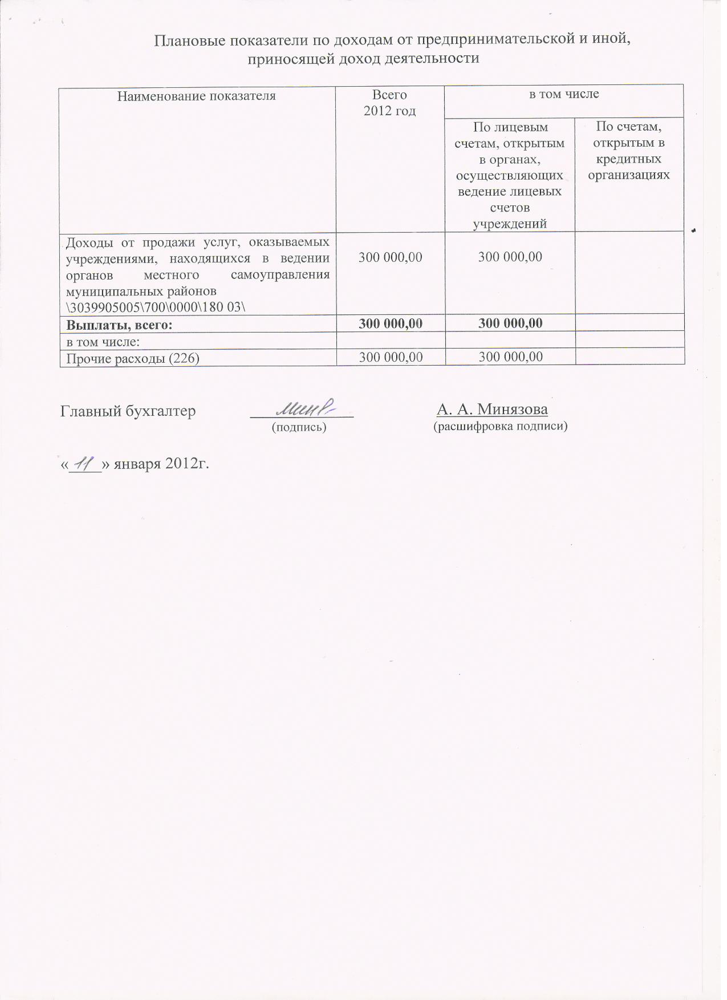 Плановые показатели по доходам от предпринимательской и иной,
приносящей доход деятельности
Наименование показателя
Всего
2012 год
в том числе
По лицевым
счетам, открытым
в органах,
осуществляющих
ведение лицевых
счетов
учреждений
По счетам,
открытым в
кредитных
организациях
Доходы от продажи услуг, оказываемых
учреждениями, находящихся в ведении
органов местного самоуправления
муниципальных районов
\3039905005\700\0000\180 03\
300 000,00
300 000,00
Выплаты, всего:
300 000,00
300 000,00
в том числе:
Прочие расходы (226)
300 000,00
300 000,00
Главный бухгалтер
А. А. Минязова
(подпись)
(расшифровка подписи)
«11» января 2012г.